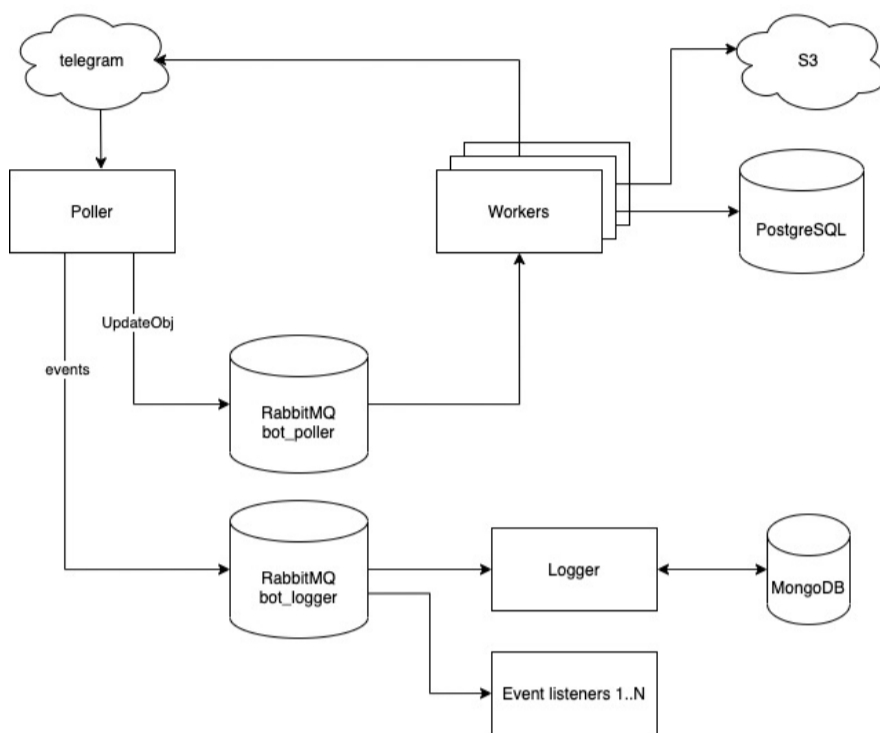 telegram
S3
Poller
Workers
PostgreSQL
UpdateObj
events
RabbitMQ
bot_poller
RabbitMQ
bot_logger
Logger
MongoDB
Event listeners 1..N